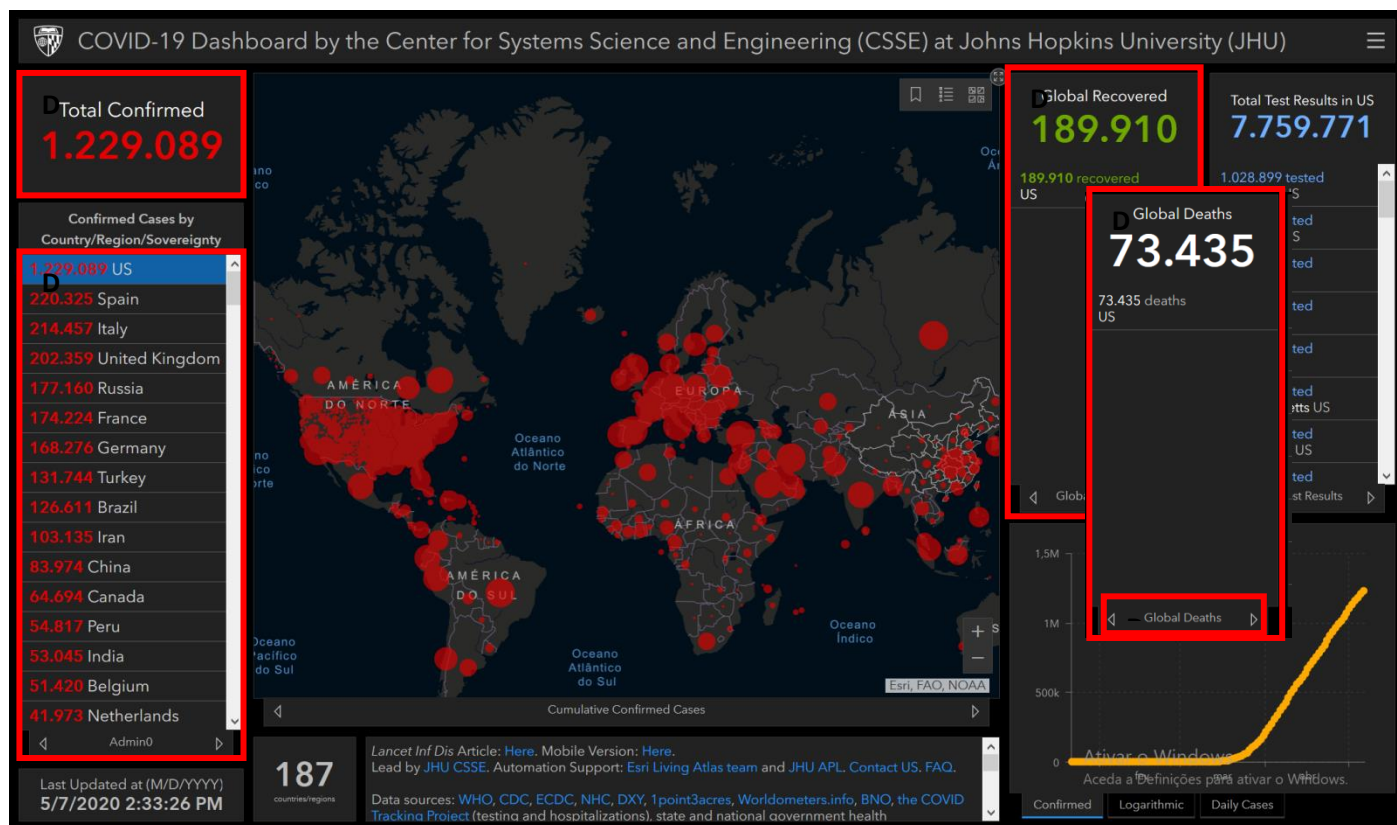 COVID-19 Dashboard by the Center for Systems Science and Engineering (CSSE) at Johns Hopkins University (JHU)
D
Total Confirmed
1.229.089
Confirmed Cases by
Country/Region/Sovereignty
1.229.089 US
D
220.325 Spain
214.457 Italy
202.359 United Kingdom
177.160 Russia
174.224 France
168.276 Germany
131.744 Turkey
126.611 Brazil
103.135 Iran
83.974 China
64.694 Canada
54.817 Peru
53.045 India
51.420 Belgium
41.973 Netherlands
Admin0
Last Updated at (M/D/YYYY)
5/7/2020 2:33:26 PM
AMÉRICA
DO NORTE
EUROPA
ÁSIA
Oceano
Atlântico
do Norte
ÁFRICA
AMÉRICA
DO SUL
Oceano
Índico
Oceano
Atlântico
do Sul
Oceano
Pacífico
do Sul
+
−
Esri, FAO, NOAA
Cumulative Confirmed Cases
187
countries/regions
Lancet Inf Dis Article: Here. Mobile Version: Here.
Lead by JHU CSSE. Automation Support: Esri Living Atlas team and JHU APL. Contact US. FAQ.
Data sources: WHO, CDC, ECDC, NHC, DXY, 1point3acres, Worldometers.info, BNO, the COVID
Tracking Project (testing and hospitalizations), state and national government health
D
Global Recovered
189.910
189.910 recovered
US
D
Global Deaths
73.435
73.435 deaths
US
Global Deaths
Total Test Results in US
7.759.771
1.028.899 tested
US
1,5M
1M
500k
0
fev
mar
abr
Ativar o Windows
Aceda a Definições para ativar o Windows.
Confirmed
Logarithmic
Daily Cases